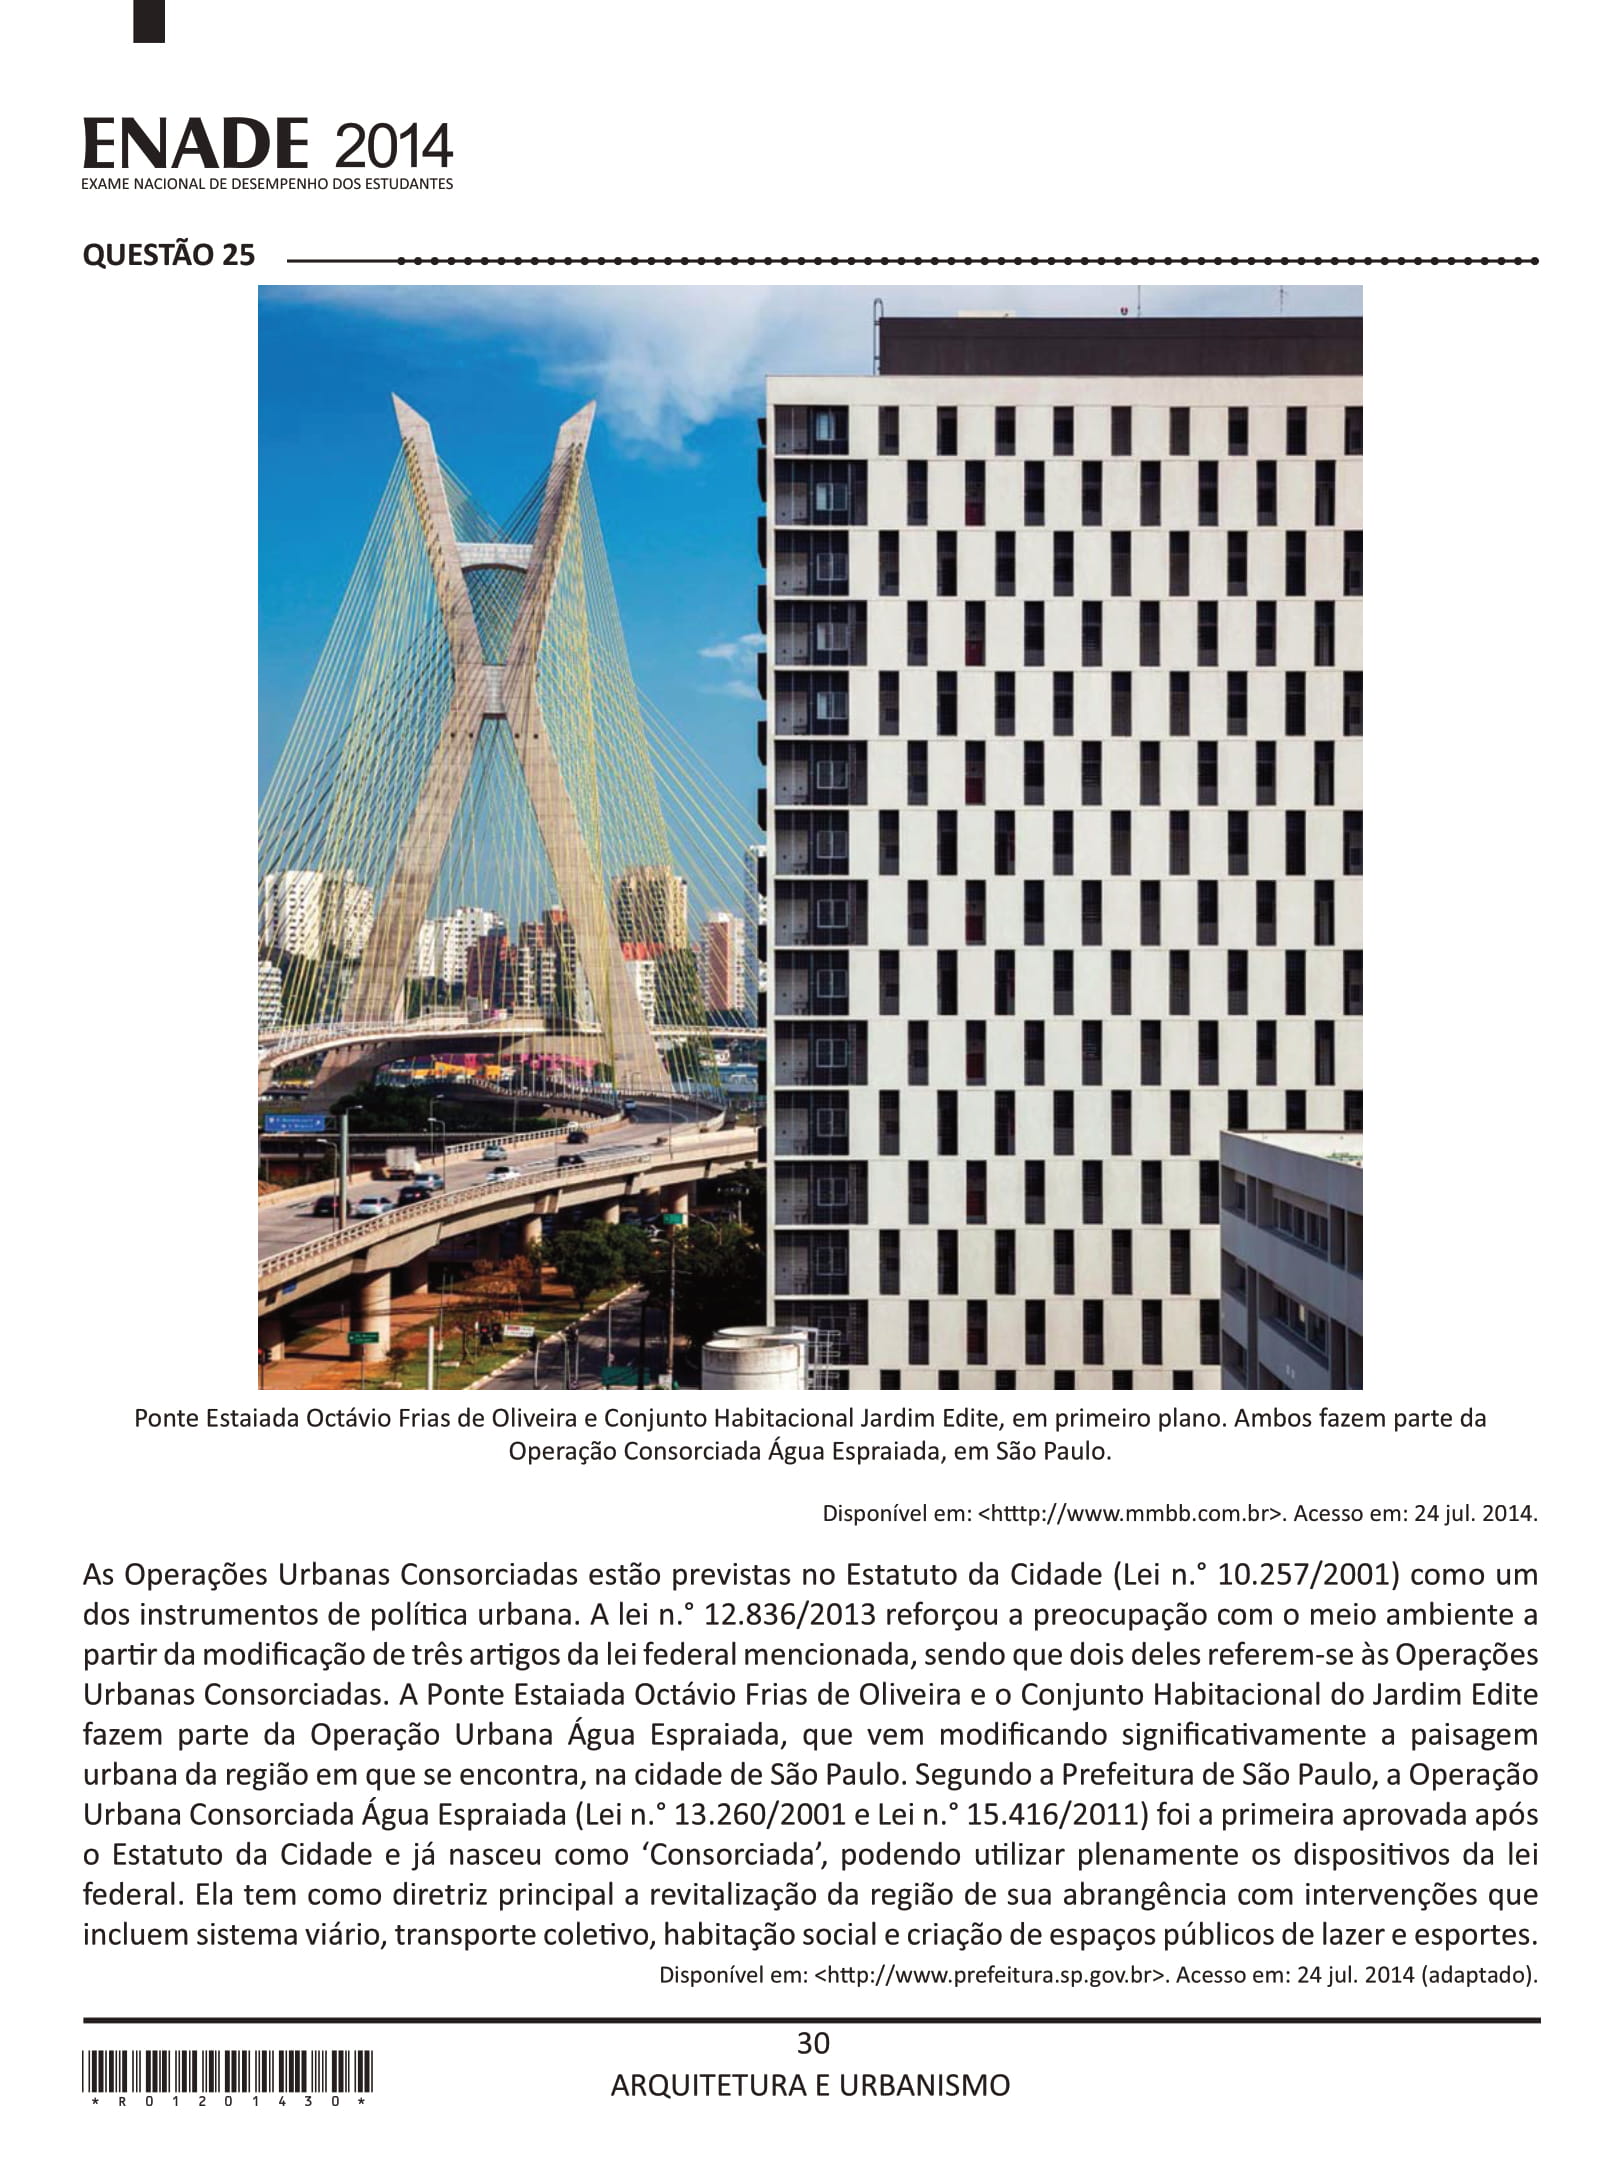 ENADE 2014
EXAME NACIONAL DE DESEMPENHO DOS ESTUDANTES
QUESTÃO 25
Ponte Estaiada Octávio Frias de Oliveira e Conjunto Habitacional Jardim Edite, em primeiro plano. Ambos fazem parte da
Operação Consorciada Água Espraiada, em São Paulo.
Disponível em: <htttp://www.mmbb.com.br>. Acesso em: 24 jul. 2014.
As Operações Urbanas Consorciadas estão previstas no Estatuto da Cidade (Lei n.° 10.257/2001) como um
dos instrumentos de política urbana. A lei n.° 12.836/2013 reforçou a preocupação com o meio ambiente a
partir da modificação de três artigos da lei federal mencionada, sendo que dois deles referem-se às Operações
Urbanas Consorciadas. A Ponte Estaiada Octávio Frias de Oliveira e o Conjunto Habitacional do Jardim Edite
fazem parte da Operação Urbana Água Espraiada, que vem modificando significativamente a paisagem
urbana da região em que se encontra, na cidade de São Paulo. Segundo a Prefeitura de São Paulo, a Operação
Urbana Consorciada Água Espraiada (Lei n.° 13.260/2001 e Lei n.° 15.416/2011) foi a primeira aprovada após
o Estatuto da Cidade e já nasceu como ‘Consorciada’, podendo utilizar plenamente os dispositivos da lei
federal. Ela tem como diretriz principal a revitalização da região de sua abrangência com intervenções que
incluem sistema viário, transporte coletivo, habitação social e criação de espaços públicos de lazer e esportes.
Disponível em: <http://www.prefeitura.sp.gov.br>. Acesso em: 24 jul. 2014 (adaptado).
30
ARQUITETURA E URBANISMO
* R 0 1 2 0 1 4 3 0 *